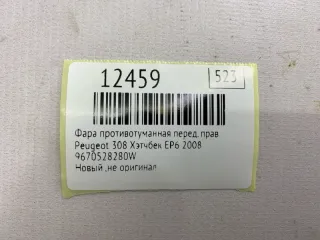 12459 523
Фара противотуманная перед. прав
Peugeot 308 Хэтчбек EP6 2008
9670528280W
Новый ,не оригинал